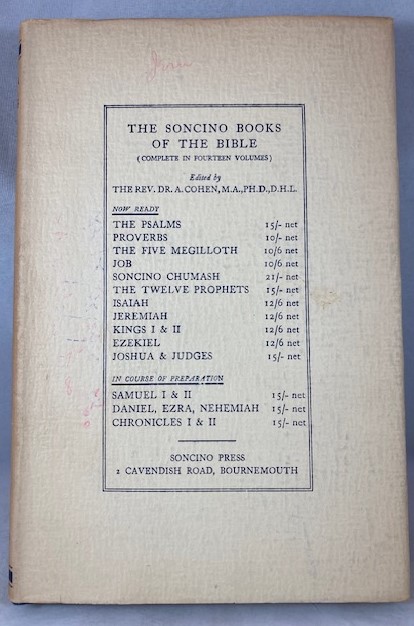 THE SONCINO BOOKS
OF THE BIBLE
(COMPLETE IN FOURTEEN VOLUMES)
Edited by
THE REV. DR. A. COHEN, M.A., PH.D., D.H.L.
NOW READY
THE PSALMS 15/- net
PROVERBS 10/- net
THE FIVE MEGILLOTH 10/6 net
JOB 10/6 net
SONCINO CHUMASH 21/- net
THE TWELVE PROPHETS 15/- net
ISAIAH 12/6 net
JEREMIAH 12/6 net
KINGS I & II 12/6 net
EZEKIEL 12/6 net
JOSHUA & JUDGES 15/- net
IN COURSE OF PREPARATION
SAMUEL I & II 15/- net
DANIEL, EZRA, NEHEMIAH 15/- net
CHRONICLES I & II 15/- net
SONCINO PRESS
2 CAVENDISH ROAD, BOURNEMOUTH